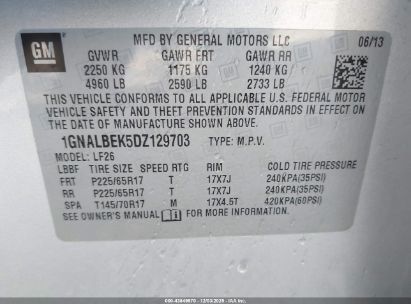 GM
MFD BY GENERAL MOTORS LLC 06/13
GVWR GAWR FRT GAWR RR
2250 KG 1175 KG 1240 KG
4960 LB 2590 LB 2733 LB
THIS VEHICLE CONFORMS TO ALL APPLICABLE U.S. FEDERAL MOTOR
VEHICLE SAFETY AND THEFT PREVENTION STANDARDS IN EFFECT ON THE
DATE OF MANUFACTURE SHOWN ABOVE.
1GNALBEK5DZ129703 TYPE: M.P.V.
MODEL: LF26
LBBF TIRE SIZE SPEED RTG RIM COLD TIRE PRESSURE
FRT P225/65R17 T 17X7J 240KPA(35PSI)
RR P225/65R17 T 17X7J 240KPA(35PSI)
SPA T145/70R17 M 17X4.5T 420KPA(60PSI)
SEE OWNER'S MANUAL FOR MORE INFORMATION.